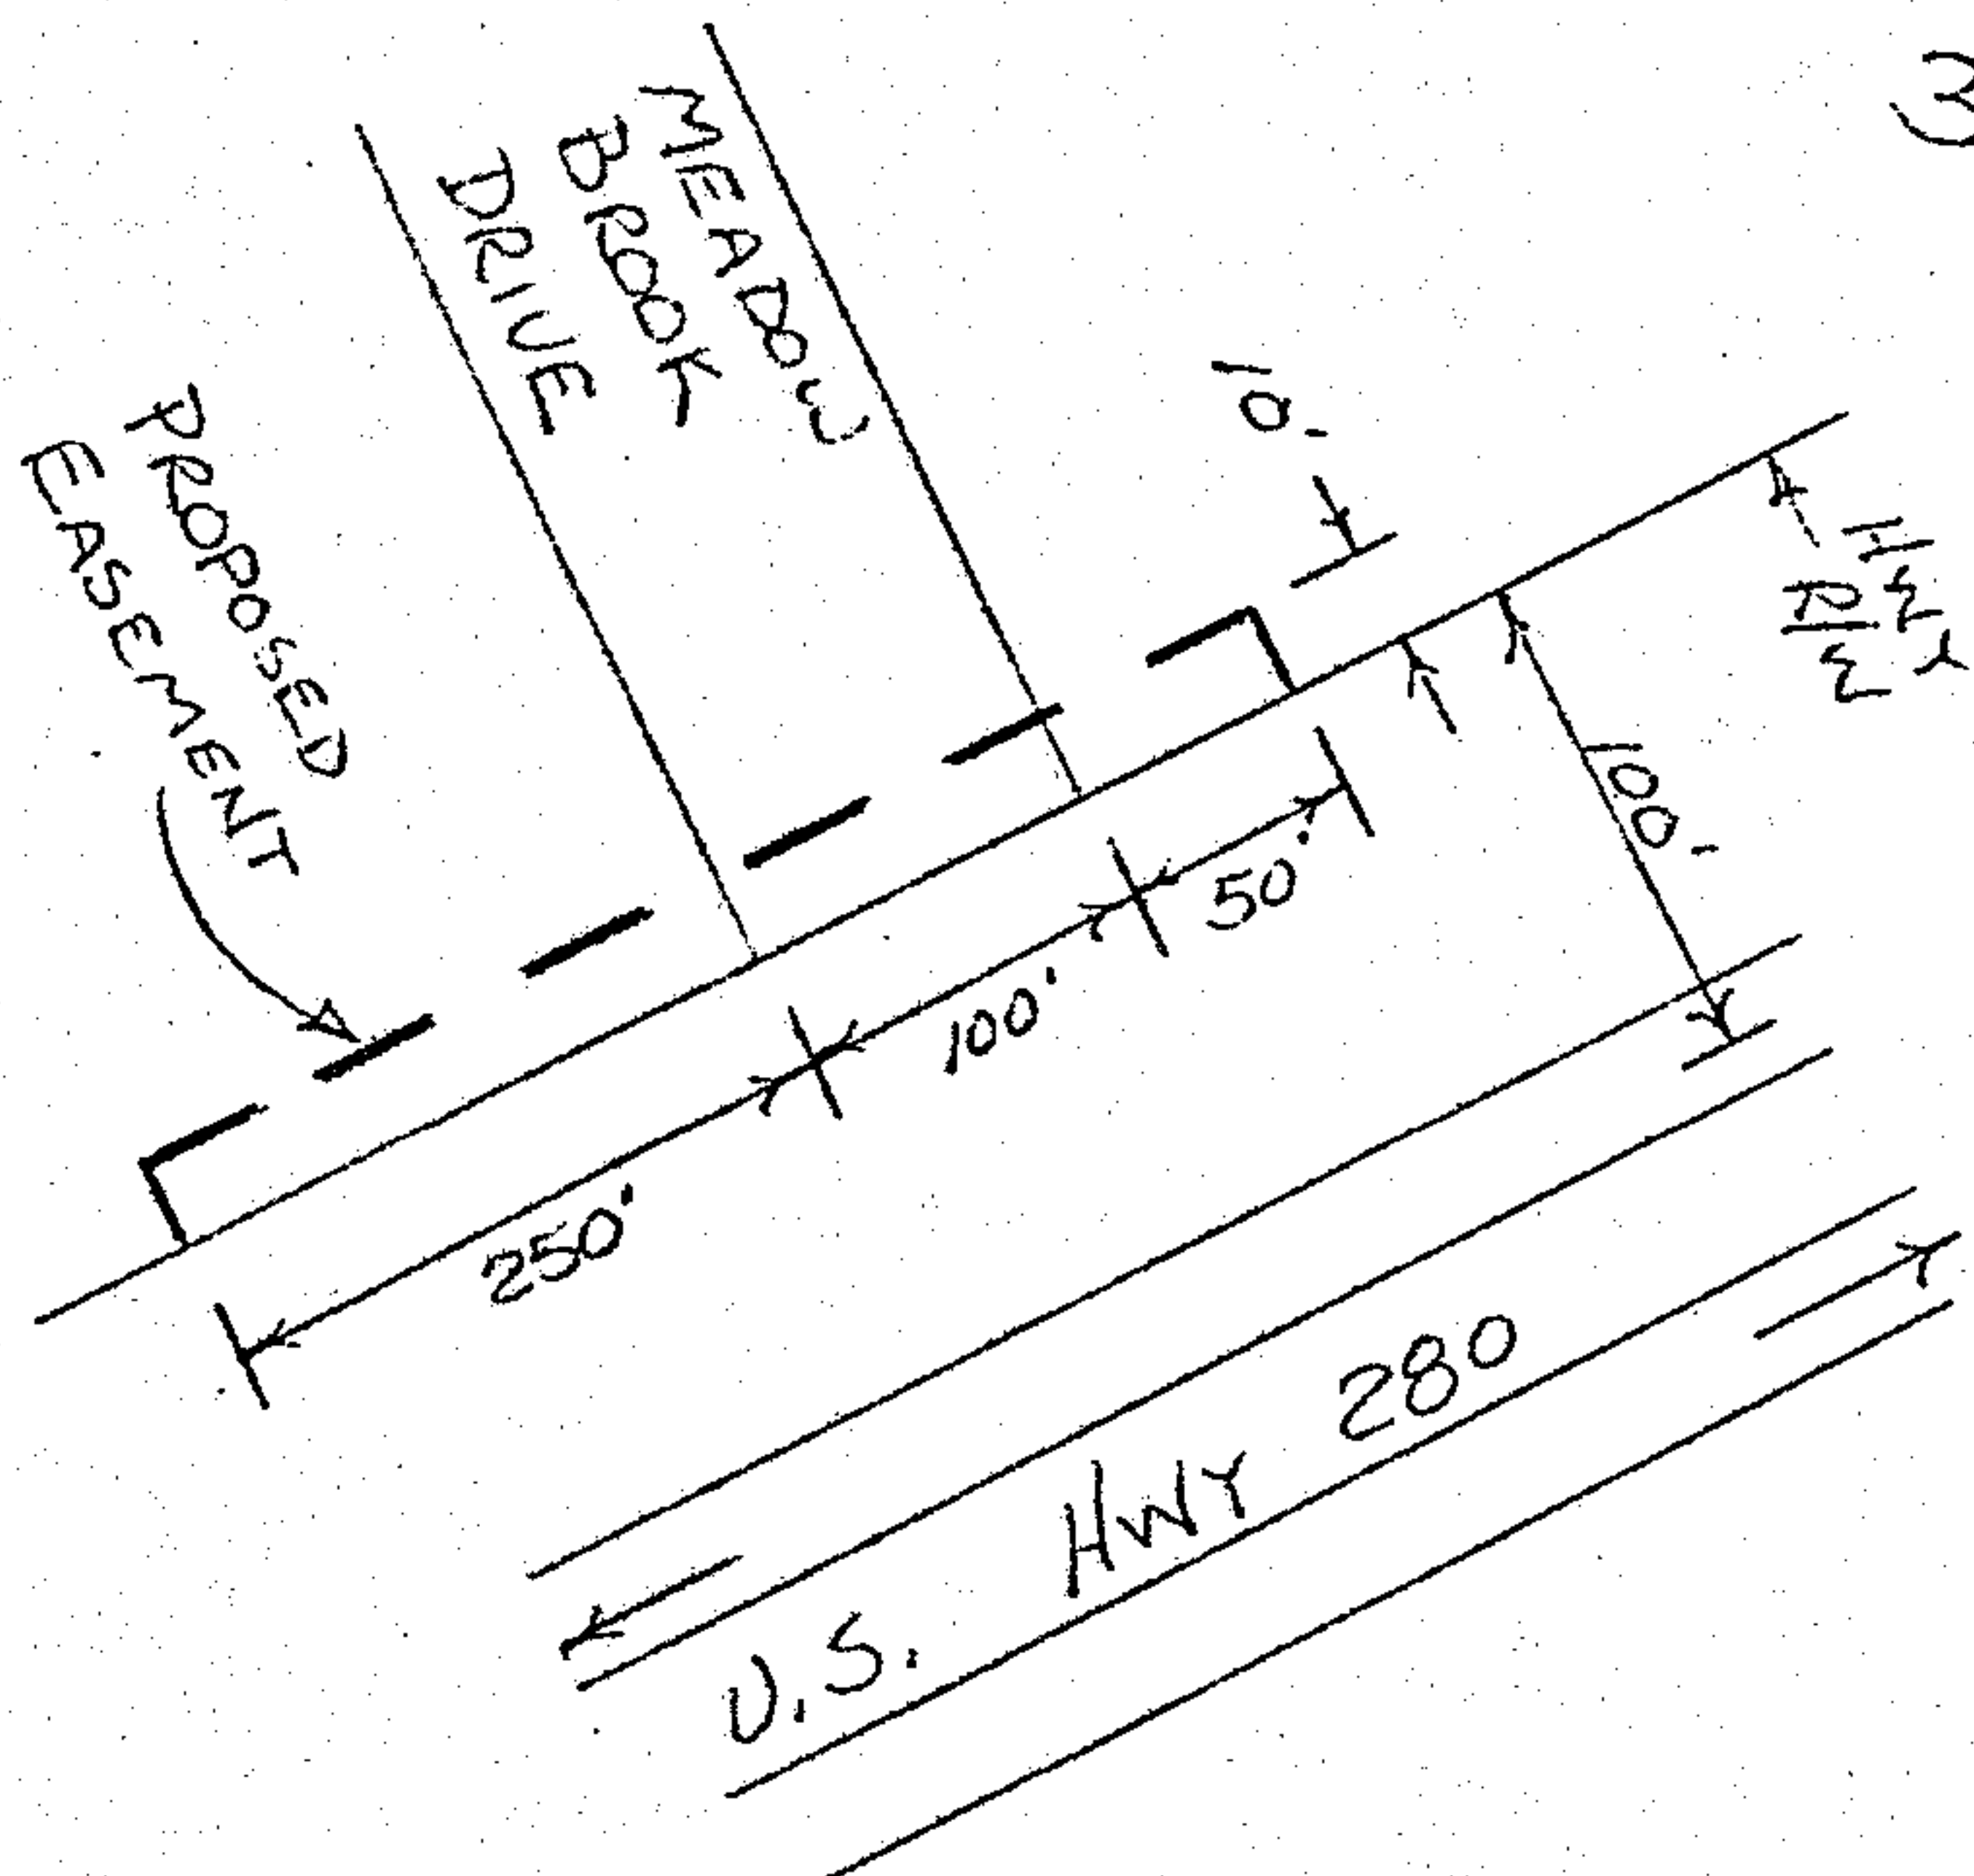 3
MEADOW
BROOK
DRIVE
10'
HWY
R/W
PROPOSED
EASEMENT
100'
50'
100'
250'
U.S. HWY 280